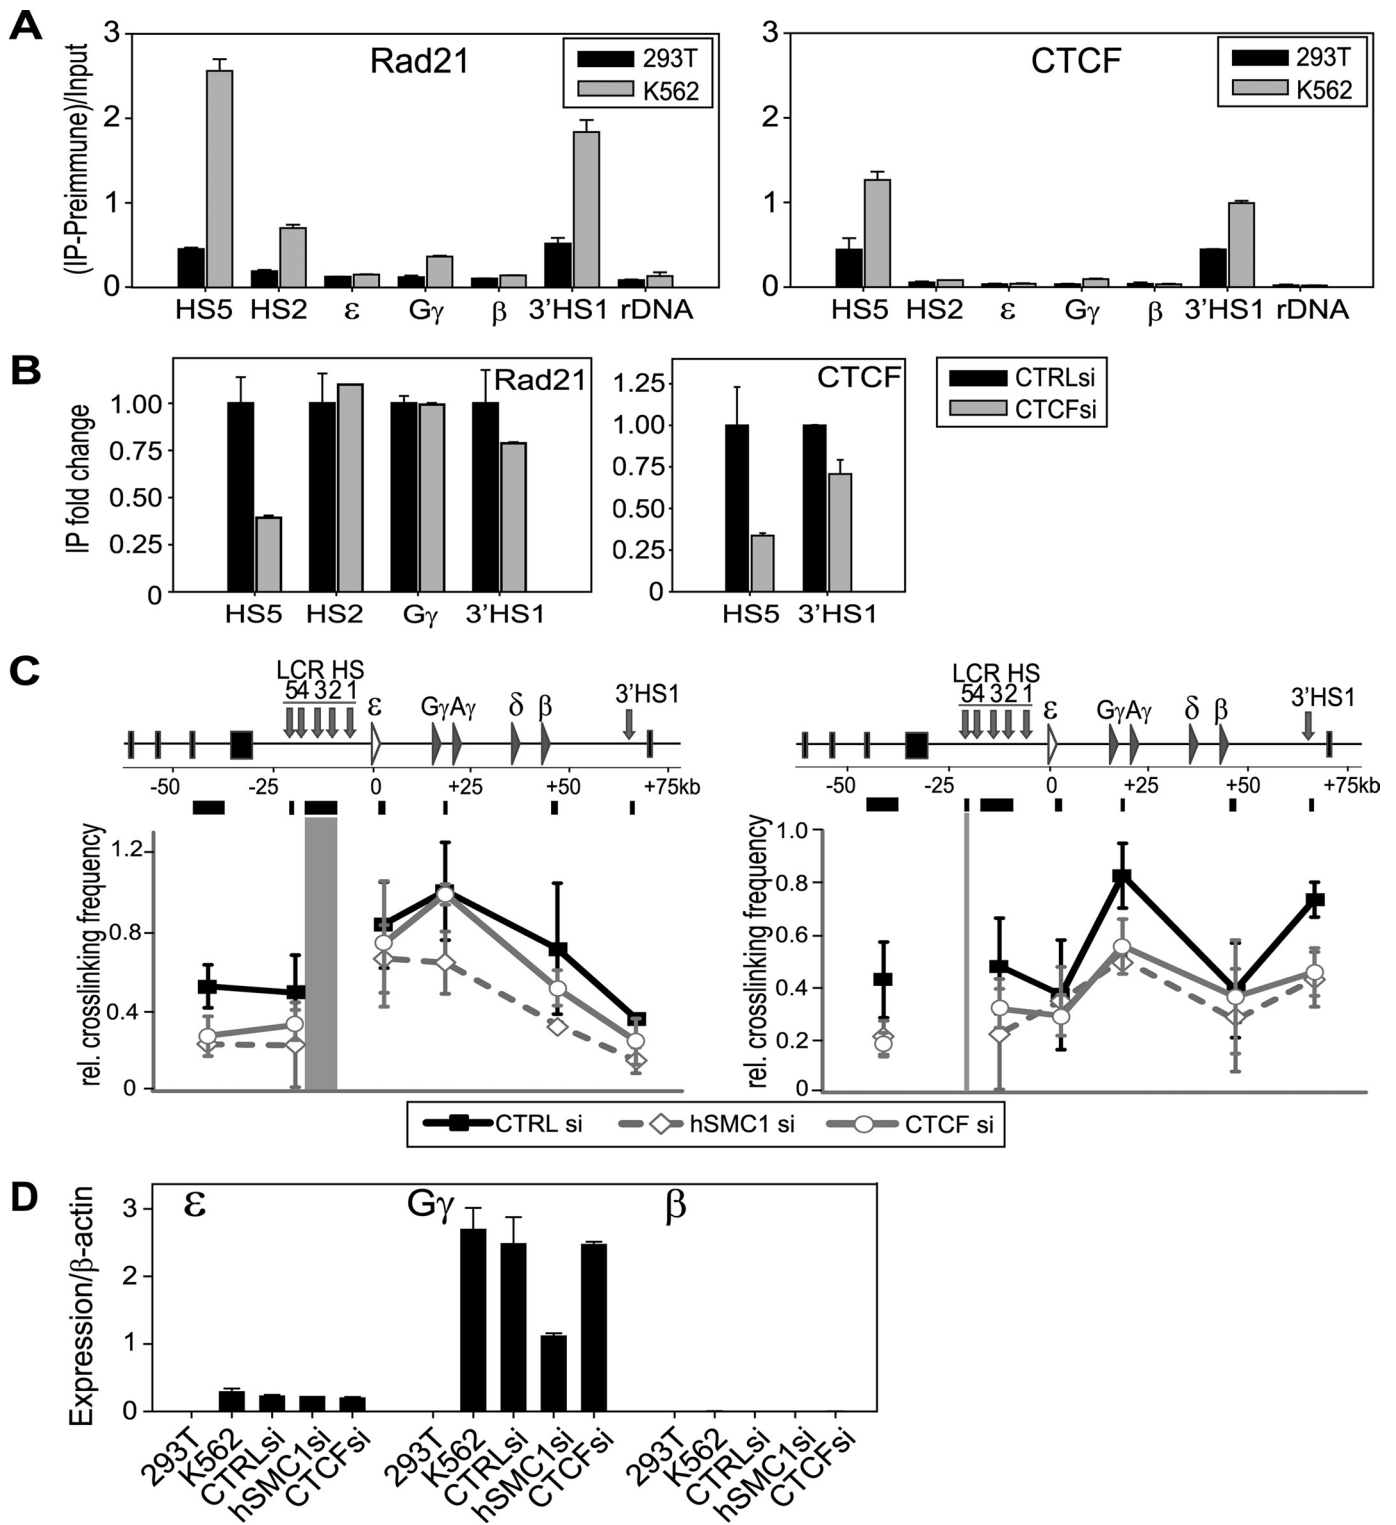 A
(IP-Preimmune)/Input
3
2
1
0
Rad21
293T
K562
HS5 HS2 ε Gγ β 3'HS1 rDNA
3
2
1
0
CTCF
293T
K562
HS5 HS2 ε Gγ β 3'HS1 rDNA
B
IP fold change
1.00
0.75
0.50
0.25
0
Rad21
HS5 HS2 Gγ 3'HS1
1.25
1.00
0.75
0.50
0.25
0
CTCF
HS5 3'HS1
CTRLsi
CTCFsi
C
LCR HS
54 32 1
ε GγAγ δ β 3'HS1
-50 -25 0 +25 +50 +75kb
rel. crosslinking frequency
1.2
0.8
0.4
0
LCR HS
54 32 1
ε GγAγ δ β 3'HS1
-50 -25 0 +25 +50 +75kb
rel. crosslinking frequency
1.0
0.8
0.6
0.4
0.2
0
CTRL si hSMC1 si CTCF si
D
Expression/β-actin
3
2
1
0
ε Gγ β
293T K562 CTRLsi hSMC1si CTCFsi 293T K562 CTRLsi hSMC1si CTCFsi 293T K562 CTRLsi hSMC1si CTCFsi